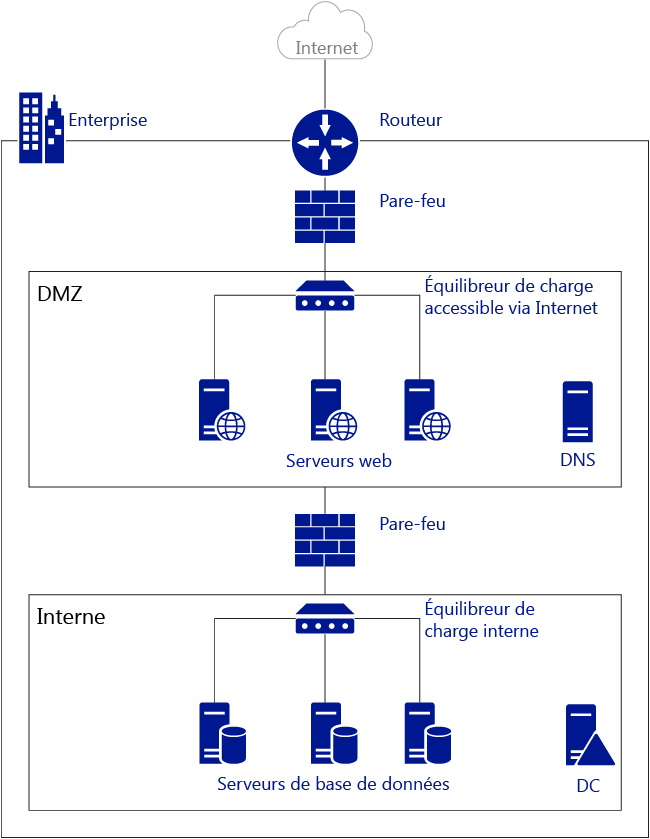 Internet
Enterprise
Routeur
Pare-feu
DMZ
Équilibreur de charge
accessible via Internet
Serveurs web
DNS
Pare-feu
Interne
Équilibreur de
charge interne
Serveurs de base de données
DC